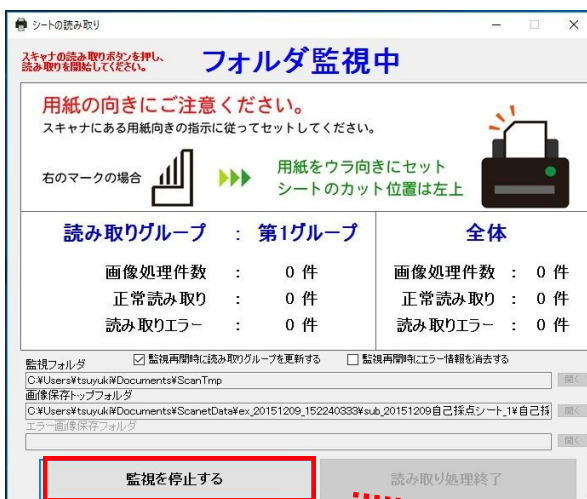 シートの読み取り
スキャナの読み取りボタンを押し、
読み取りを開始してください。
フォルダ監視中
用紙の向きにご注意ください。
スキャナにある用紙向きの指示に従ってセットしてください。
右のマークの場合
用紙をウラ向きにセット
シートのカット位置は左上
読み取りグループ : 第1グループ
全体
画像処理件数 : 0 件
画像処理件数 : 0 件
正常読み取り : 0 件
正常読み取り : 0 件
読み取りエラー : 0 件
読み取りエラー : 0 件
監視フォルダ
監視再開時に読み取りグループを更新する
監視再開時にエラー情報を消去する
C:¥Users¥tsuyuki¥Documents¥ScanTmp
開く
画像保存トップフォルダ
C:¥Users¥tsuyuki¥Documents¥ScanetData¥ex_20151209_152240333¥sub_20151209自己採点シート_1¥自己採
開く
エラー画像保存フォルダ
開く
監視を停止する
読み取り処理終了